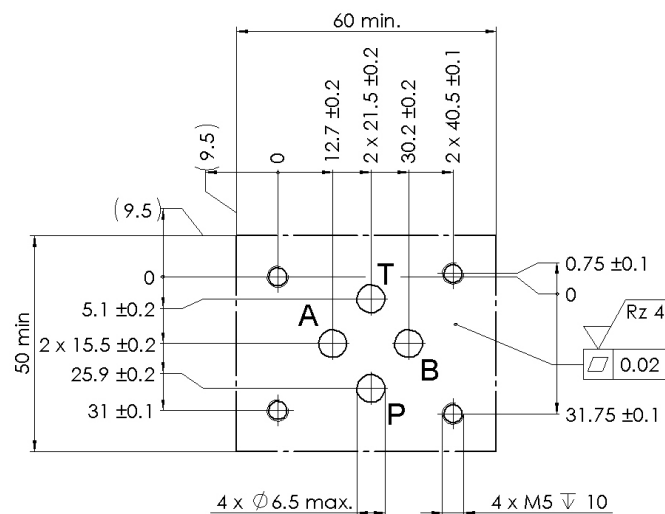 60 min.
(9.5)
0
12.7 ±0.2
2 x 21.5 ±0.2
30.2 ±0.2
2 x 40.5 ±0.1
(9.5)
0
5.1 ±0.2
2 x 15.5 ±0.2
25.9 ±0.2
31 ±0.1
50 min
T
A
B
P
0.75 ±0.1
0
Rz 4
0.02
31.75 ±0.1
4 x ∅6.5 max.
4 x M5 ↧ 10